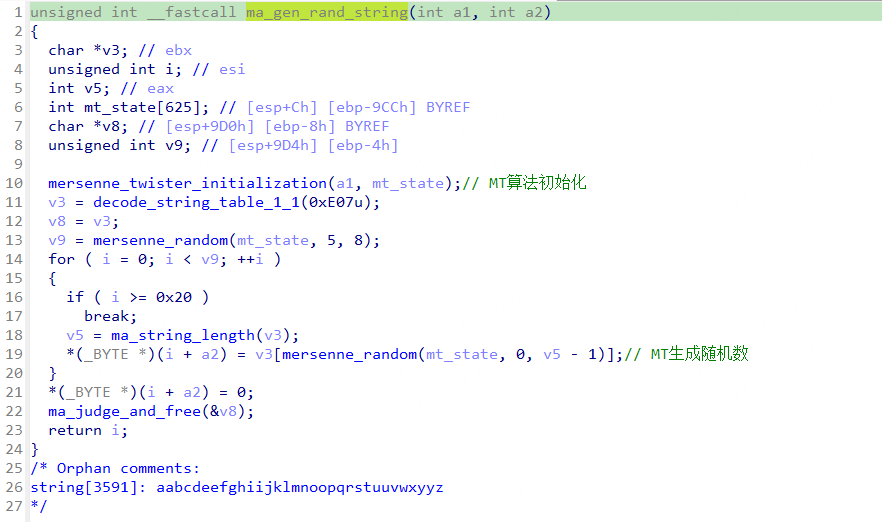 1 unsigned int __fastcall ma_gen_rand_string(int a1, int a2)
2 {
3 char *v3; // ebx
4 unsigned int i; // esi
5 int v5; // eax
6 int mt_state[625]; // [esp+Ch] [ebp-9CCh] BYREF
7 char *v8; // [esp+9D0h] [ebp-8h] BYREF
8 unsigned int v9; // [esp+9D4h] [ebp-4h]
9
10 mersenne_twister_initialization(a1, mt_state);// MT算法初始化
11 v3 = decode_string_table_1_1(0xE07u);
12 v8 = v3;
13 v9 = mersenne_random(mt_state, 5, 8);
14 for ( i = 0; i < v9; ++i )
15 {
16 if ( i >= 0x20 )
17 break;
18 v5 = ma_string_length(v3);
19 *(_BYTE *)(i + a2) = v3[mersenne_random(mt_state, 0, v5 - 1)];// MT生成随机数
20 }
21 *(_BYTE *)(i + a2) = 0;
22 ma_judge_and_free(&v8);
23 return i;
24 }
25 /* Orphan comments:
26 string[3591]: aabcdeefghiijklmnoopqrstuuvwxyyz
27 */